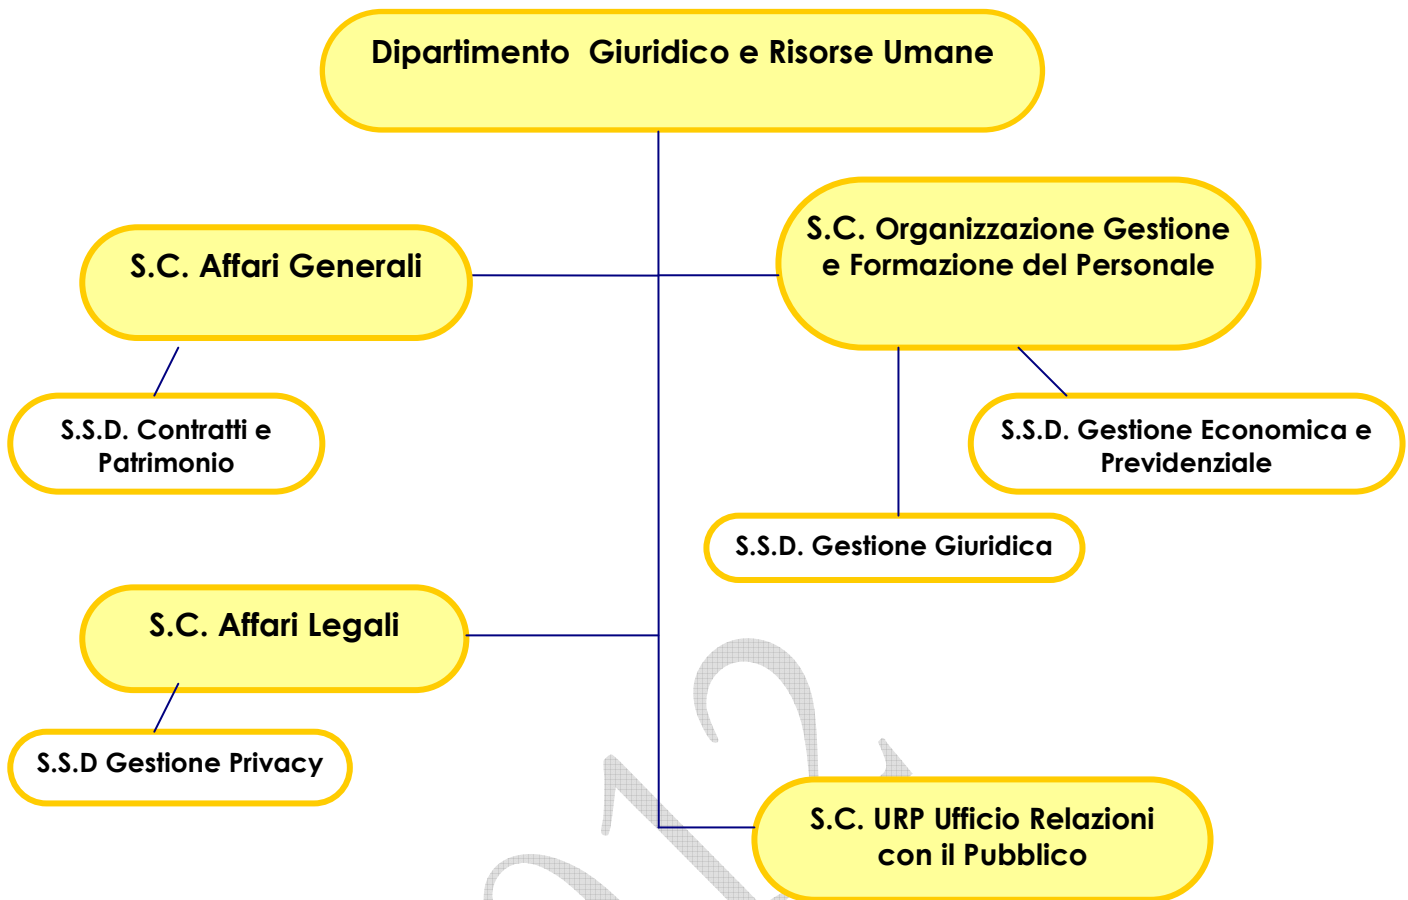 Dipartimento  Giuridico e Risorse Umane
S.C. Affari Generali
S.C. Organizzazione Gestione
e Formazione del Personale
S.S.D. Contratti e
Patrimonio
S.S.D. Gestione Economica e
Previdenziale
S.S.D. Gestione Giuridica
S.C. Affari Legali
S.S.D Gestione Privacy
S.C. URP Ufficio Relazioni
con il Pubblico